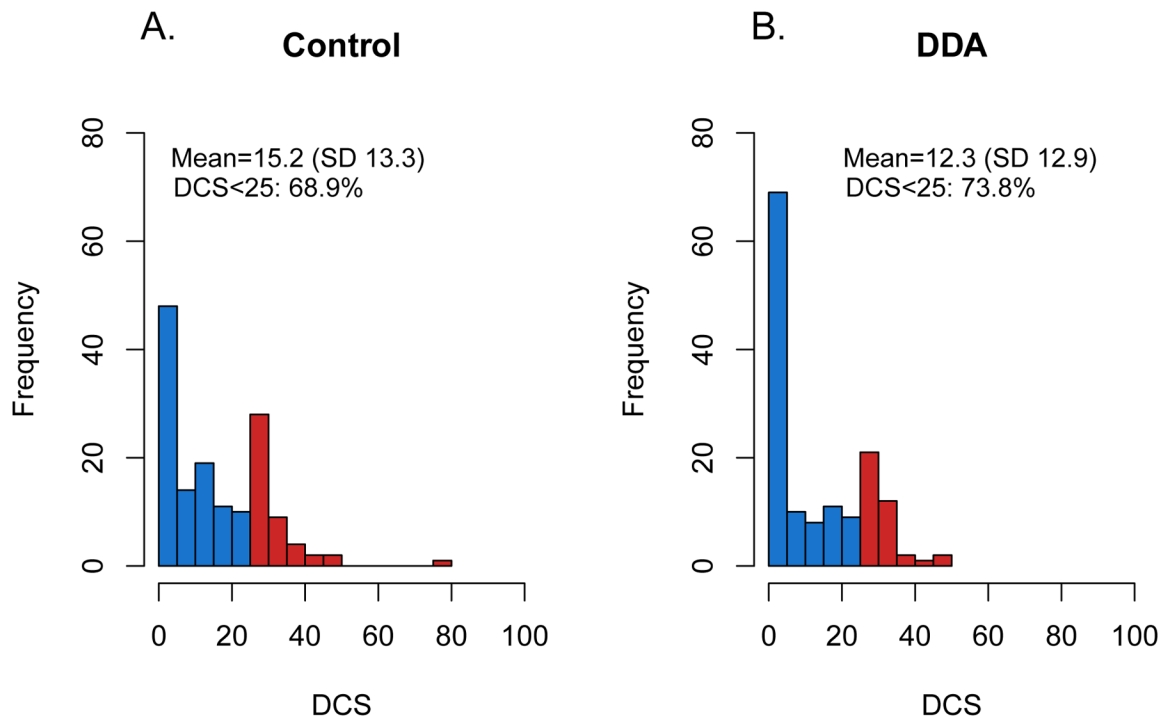 A.
Control
80
60
40
20
0
Frequency
Mean=15.2 (SD 13.3)
DCS<25: 68.9%
0 20 40 60 80 100
DCS
B.
DDA
80
60
40
20
0
Frequency
Mean=12.3 (SD 12.9)
DCS<25: 73.8%
0 20 40 60 80 100
DCS